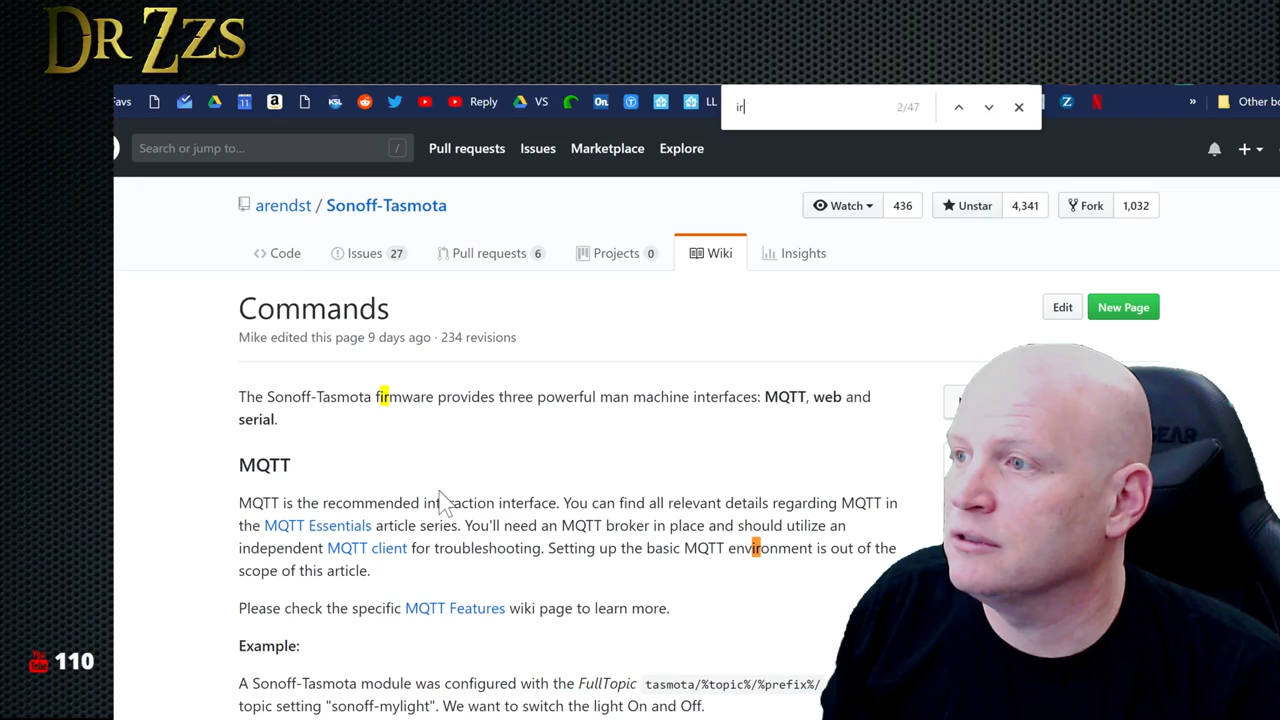 DR ZZS
Favs
KSL
Reply
VS
On
LL
Z
N
»
Other bo
ir
2/47
Search or jump to...
/
Pull requests
Issues
Marketplace
Explore
arendst / Sonoff-Tasmota
Watch
436
Unstar
4,341
Fork
1,032
Code
Issues 27
Pull requests 6
Projects 0
Wiki
Insights
Commands
Edit
New Page
Mike edited this page 9 days ago · 234 revisions
The Sonoff-Tasmota firmware provides three powerful man machine interfaces: MQTT, web and
serial.
MQTT
MQTT is the recommended interaction interface. You can find all relevant details regarding MQTT in
the MQTT Essentials article series. You'll need an MQTT broker in place and should utilize an
independent MQTT client for troubleshooting. Setting up the basic MQTT environment is out of the
scope of this article.
Please check the specific MQTT Features wiki page to learn more.
Example:
A Sonoff-Tasmota module was configured with the FullTopic tasmota/%topic%/%prefix%/
topic setting "sonoff-mylight". We want to switch the light On and Off.
YouTube 110
GEAR